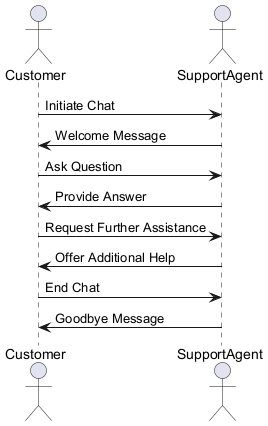 Customer SupportAgent
Initiate Chat
Welcome Message
Ask Question
Provide Answer
Request Further Assistance
Offer Additional Help
End Chat
Goodbye Message
Customer SupportAgent